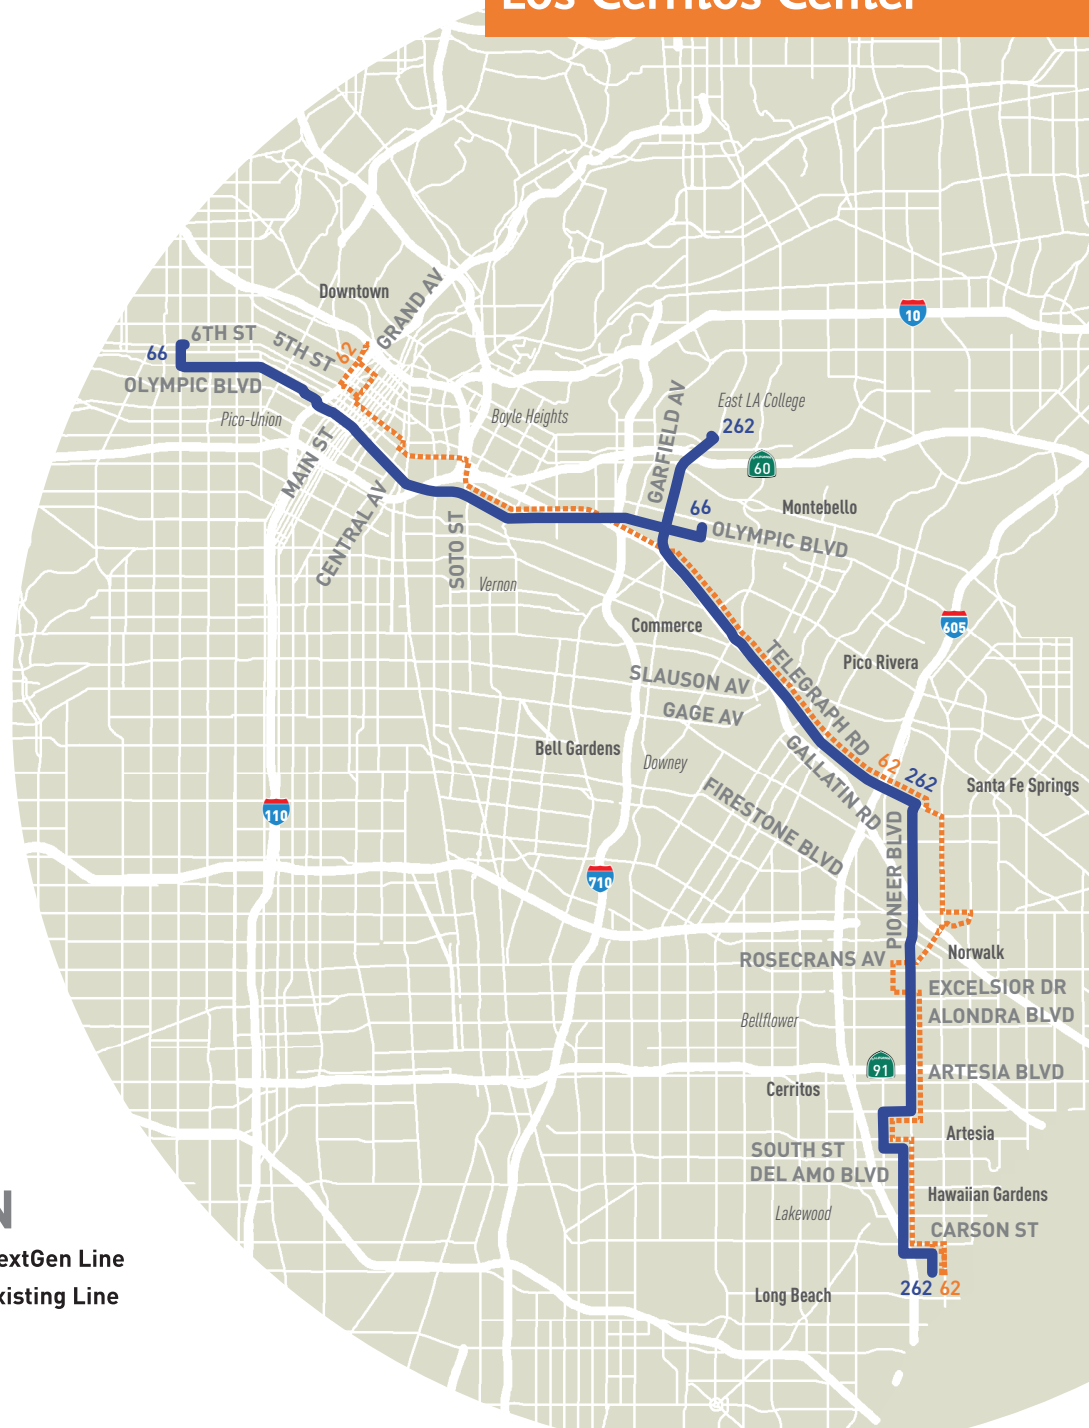 Los Cerritos Center
10
Downtown
GRAND AV
6TH ST
5TH ST
62
66
OLYMPIC BLVD
Pico-Union
GARFIELD AV
East LA College
Boyle Heights
262
MAIN ST
60
CENTRAL AV
66
Montebello
SOTO ST
OLYMPIC BLVD
Vernon
Commerce
605
TELEGRAPH RD
Pico Rivera
SLAUSON AV
GAGE AV
Bell Gardens
Downey
GALLATIN RD
62
262
Santa Fe Springs
FIRESTONE BLVD
110
PIONEER BLVD
710
ROSECRANS AV
Norwalk
EXCELSIOR DR
ALONDRA BLVD
Bellflower
91
ARTESIA BLVD
Cerritos
Artesia
SOUTH ST
DEL AMO BLVD
Hawaiian Gardens
Lakewood
CARSON ST
N
extGen Line
262 62
xisting Line
Long Beach